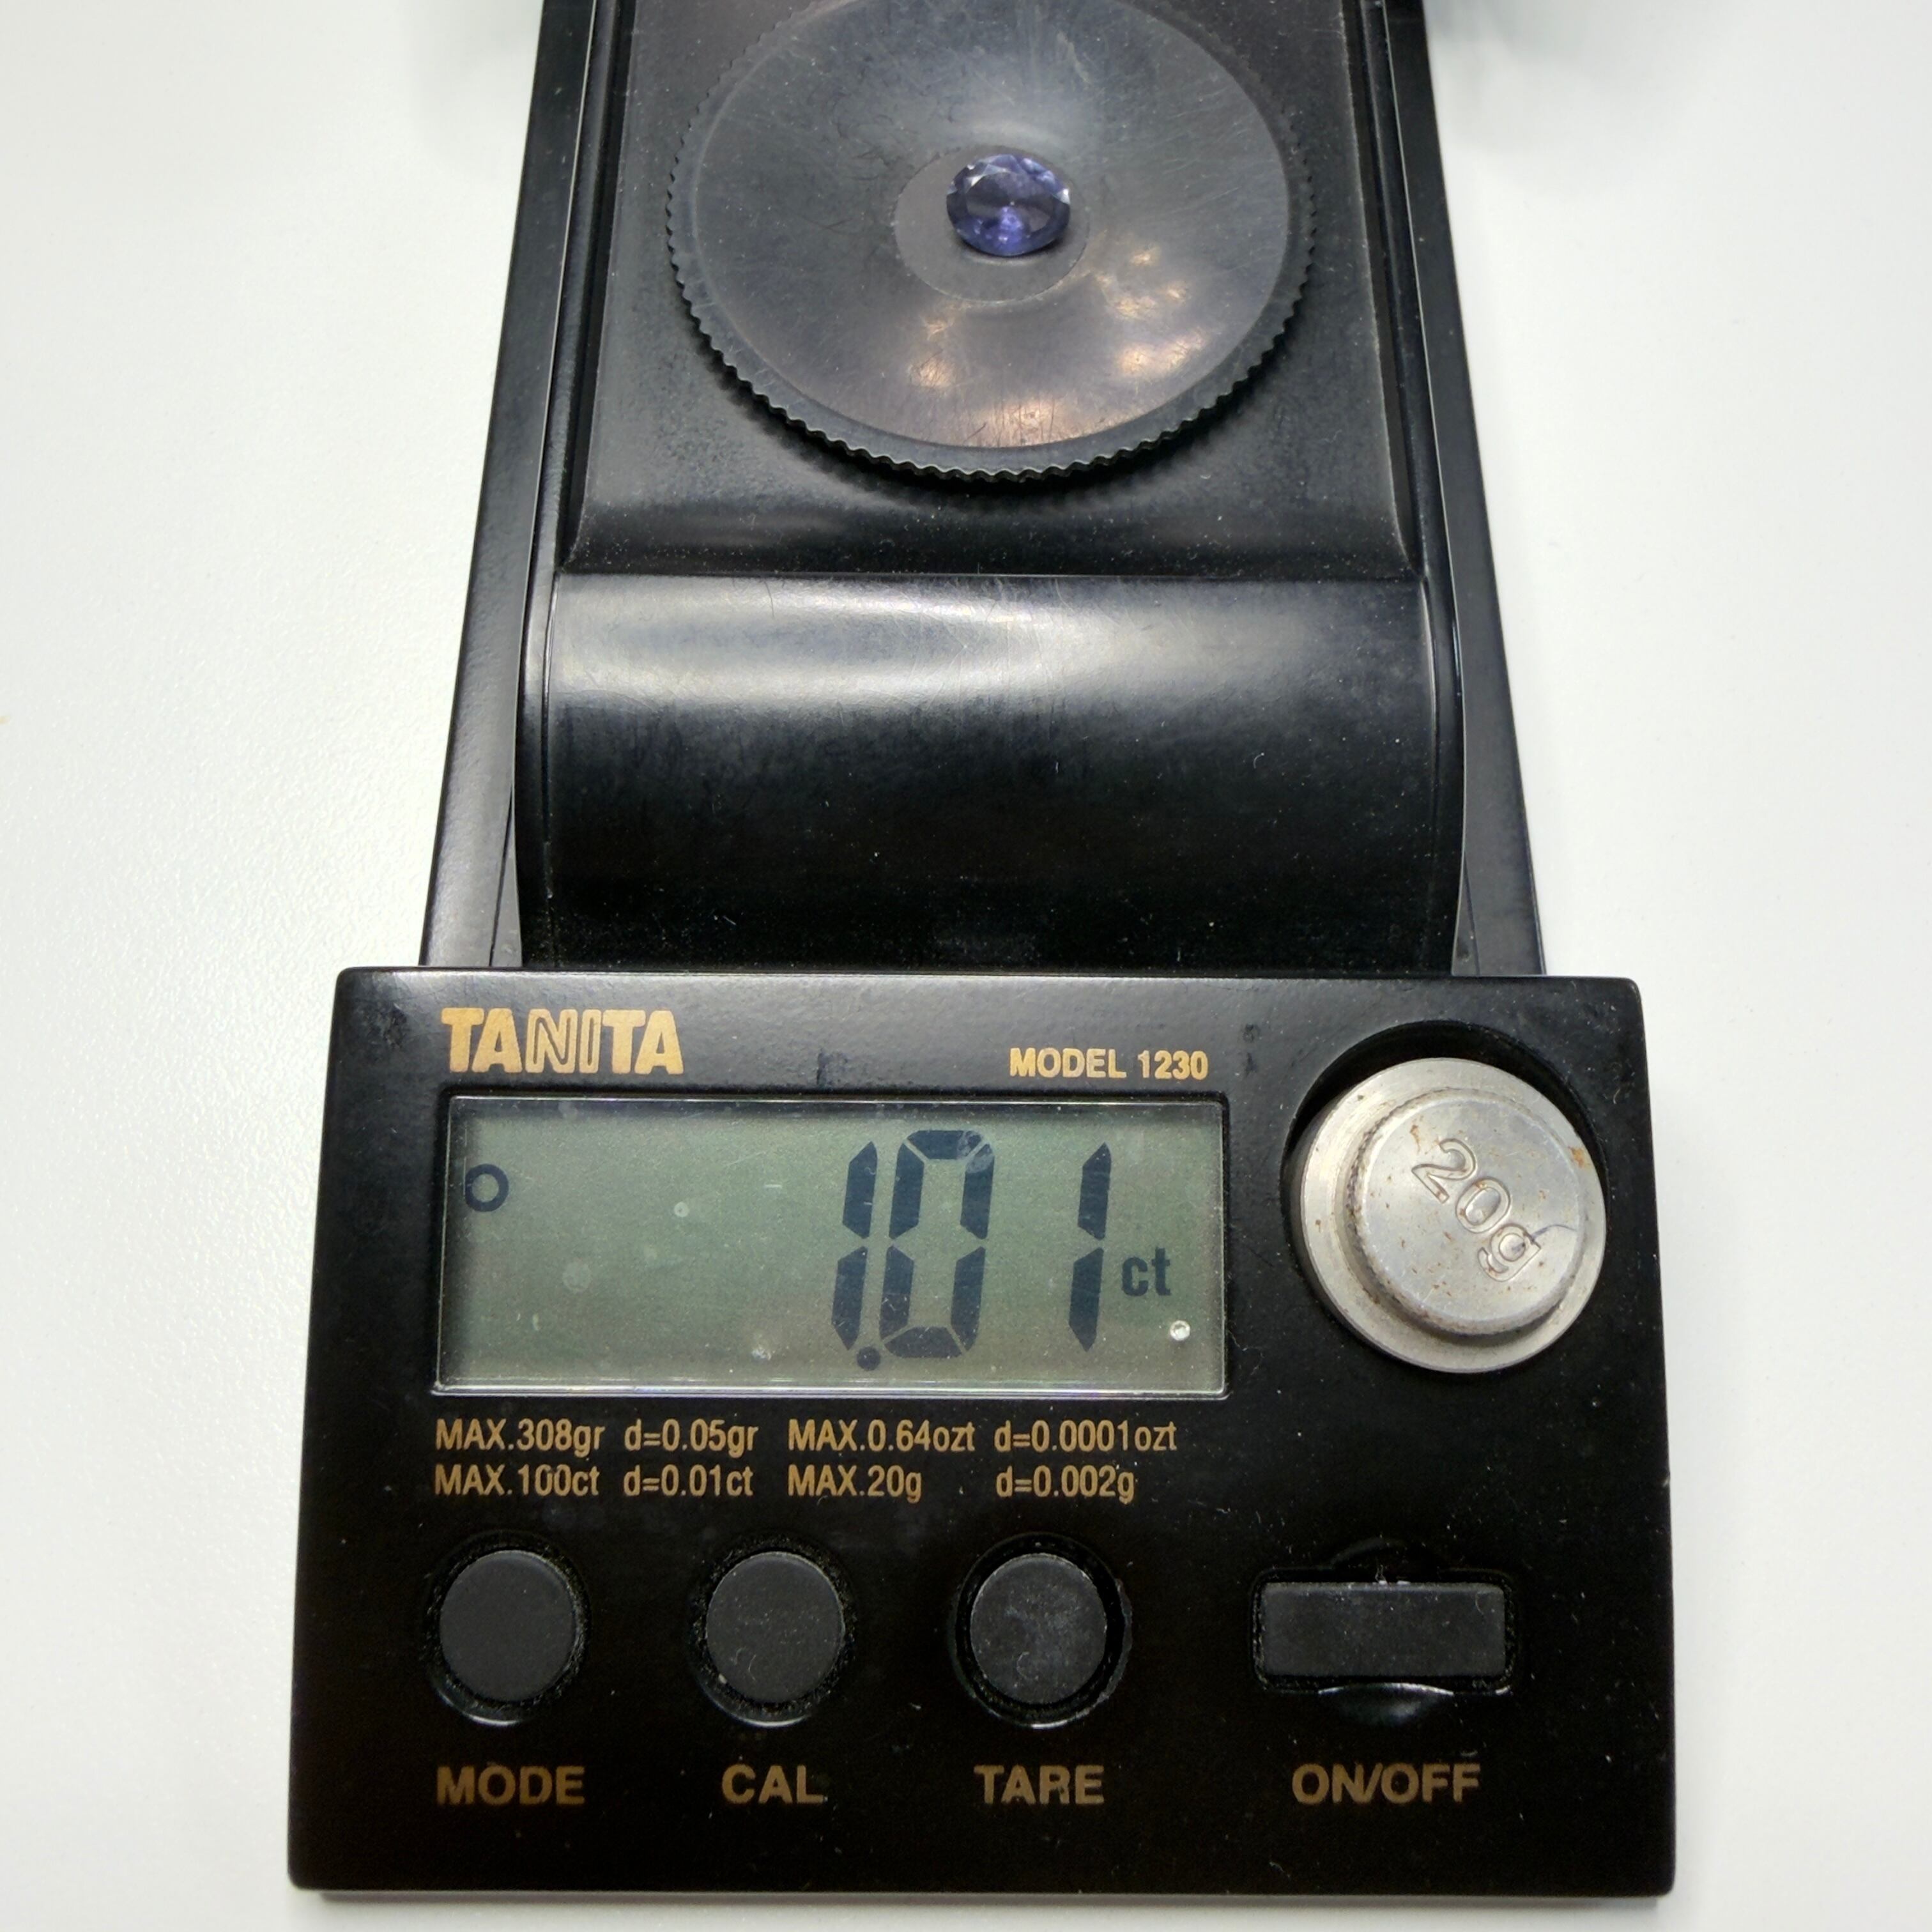 TANITA
MODEL 1230
20g
1.01 ct
MAX.308gr d=0.05gr MAX.0.64ozt d=0.0001ozt
MAX.100ct d=0.01ct MAX.20g d=0.002g
MODE CAL TARE ON/OFF